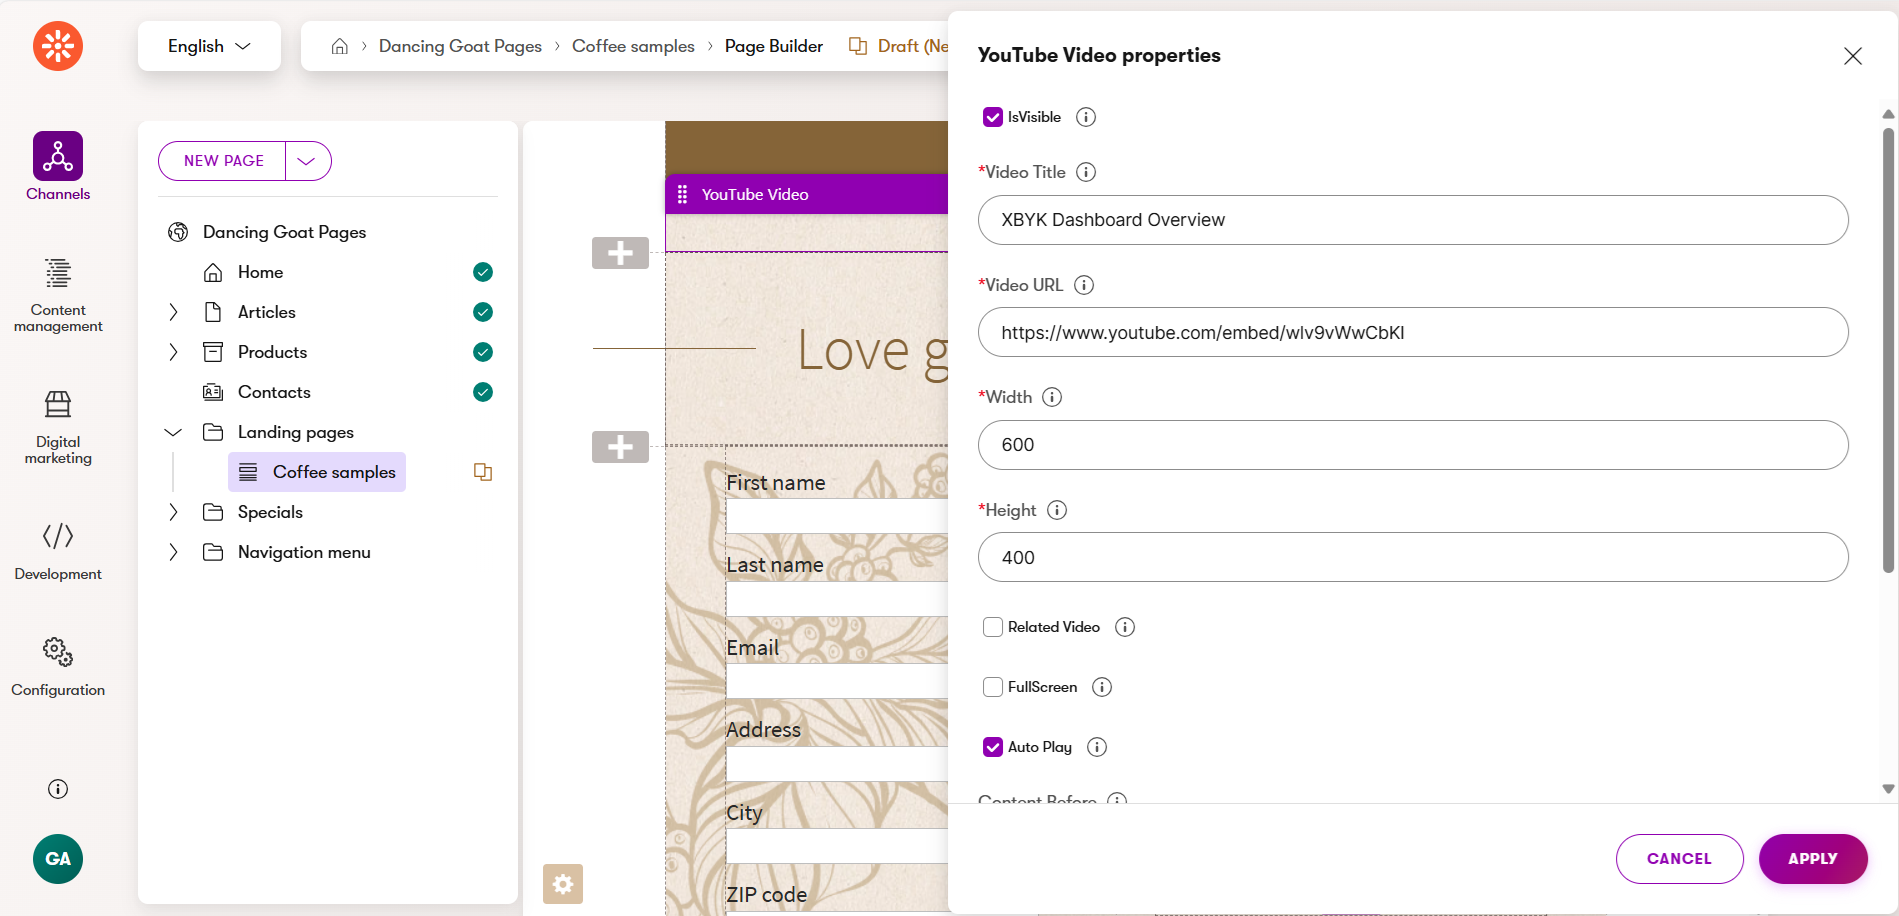 English
Dancing Goat Pages
Coffee samples
Page Builder
Draft (Ne
Channels
Content
management
Digital
marketing
Development
Configuration
GA
NEW PAGE
Dancing Goat Pages
Home
Articles
Products
Contacts
Landing pages
Coffee samples
Specials
Navigation menu
YouTube Video
Love g
First name
Last name
Email
Address
City
ZIP code
YouTube Video properties
IsVisible
*Video Title
XBYK Dashboard Overview
*Video URL
https://www.youtube.com/embed/wlv9vWwCbKI
*Width
600
*Height
400
Related Video
FullScreen
Auto Play
Content Before
CANCEL
APPLY